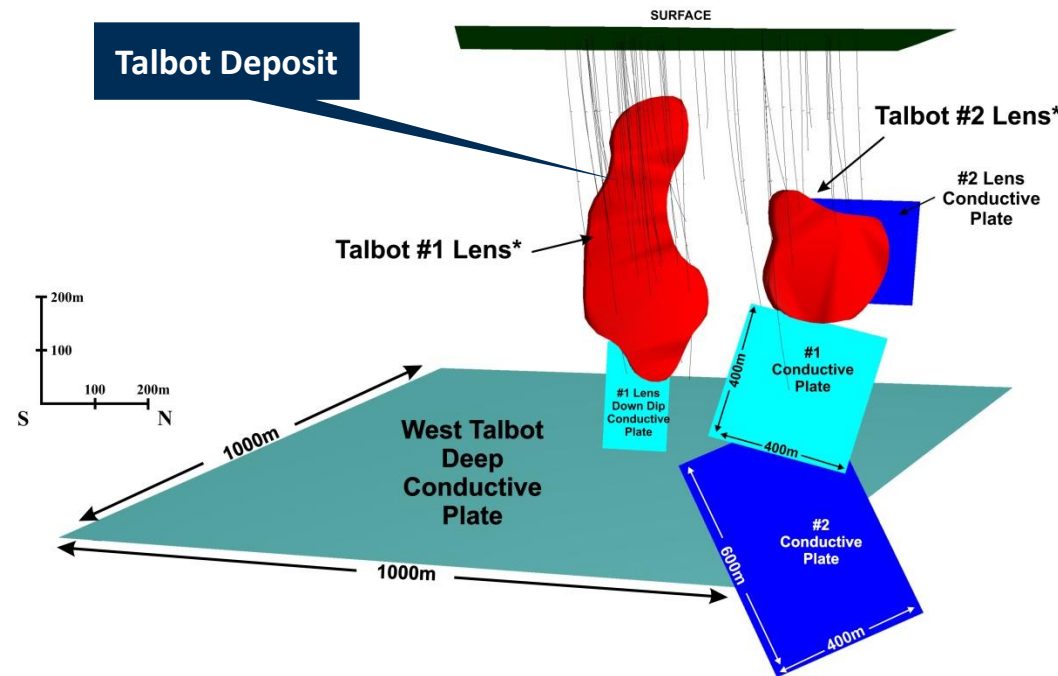 SURFACE
Talbot Deposit
Talbot #2 Lens*
#2 Lens
Conductive
Plate
Talbot #1 Lens*
200m
100
100
200m
S
N
400m
#1
Conductive
Plate
400m
#1 Lens
Down Dip
Conductive
Plate
1000m
West Talbot
Deep
Conductive
Plate
1000m
#2
Conductive
Plate
600m
400m